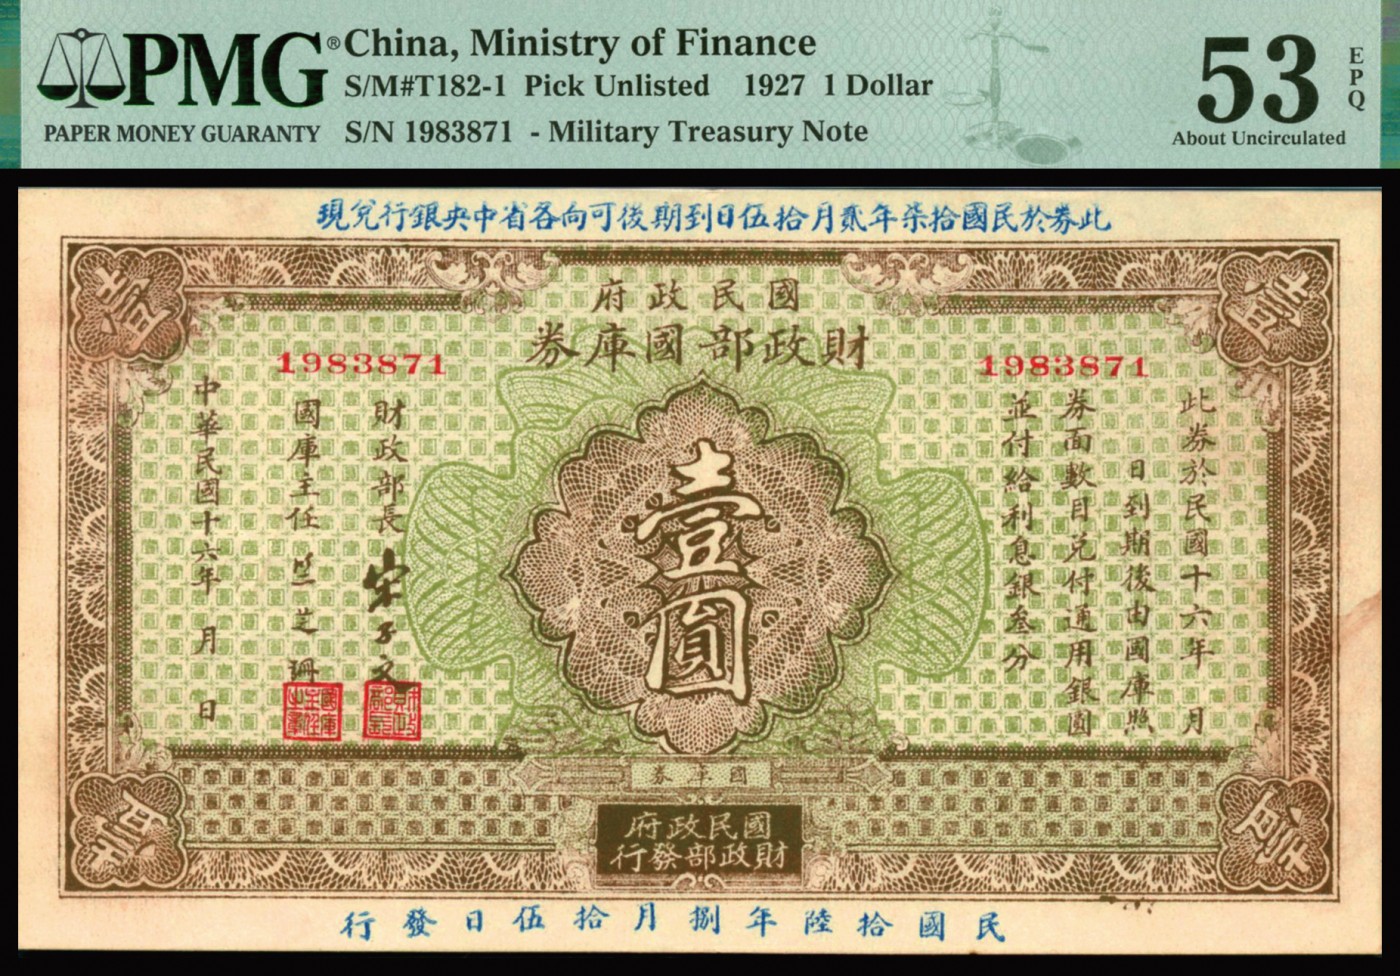 PMG®
PAPER MONEY GUARANTY
China, Ministry of Finance
S/M#T182-1 Pick Unlisted 1927 1 Dollar
S/N 1983871 - Military Treasury Note
53
EPQ
About Uncirculated
此券於民國拾柒年貳月拾伍日到期後可向各省中央銀行兌現
壹
壹
國民政府
財政部國庫券
1983871
1983871
此券於民國十六年 月
日到期後由國庫照
券面數目兌付通用銀圓
並付給利息銀叁分
壹圓
財政部長 宋子文
國庫主任
中華民國十六年 月 日
國庫券
國民政府
財政部發行
壹
壹
民國拾陸年捌月拾伍日發行